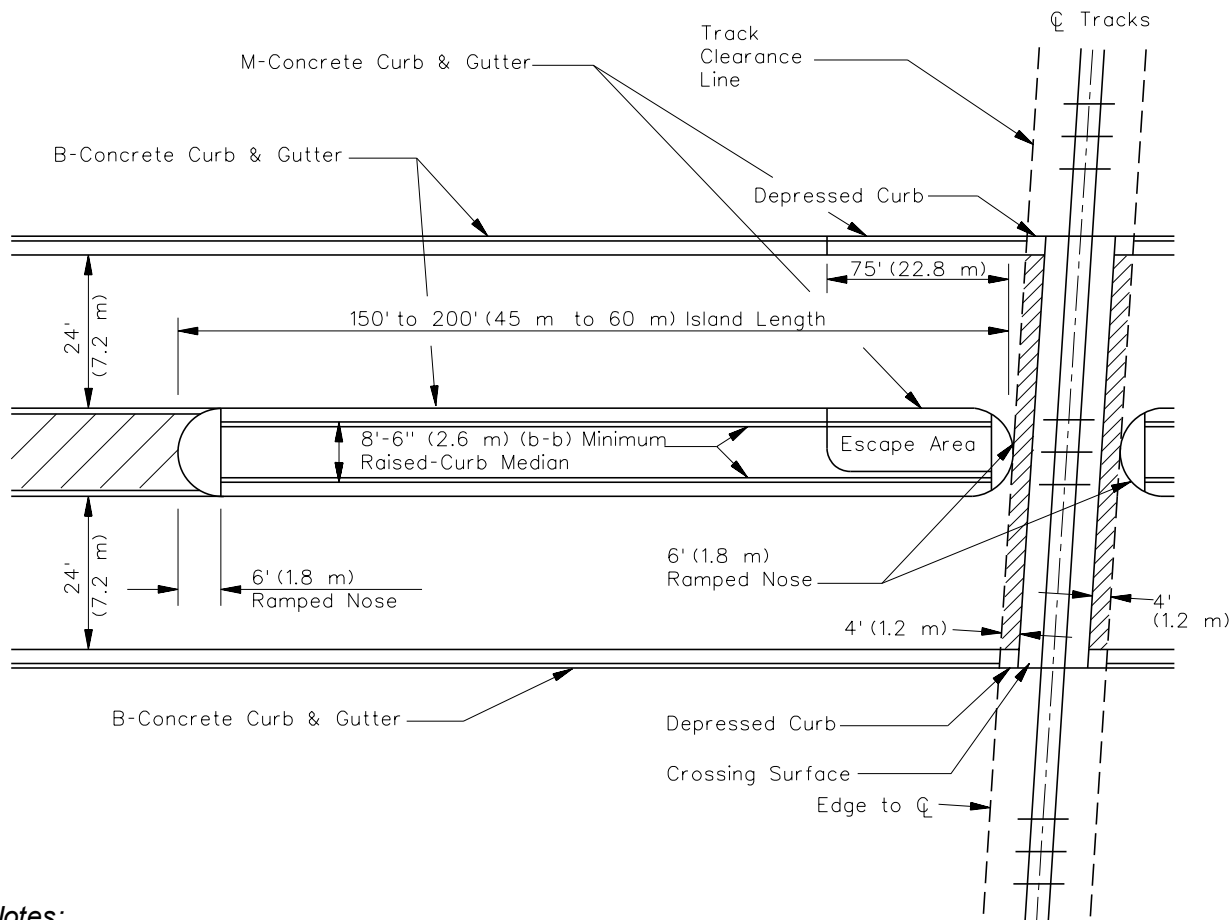 ℄ Tracks
Track
Clearance
Line
M-Concrete Curb & Gutter
B-Concrete Curb & Gutter
Depressed Curb
75' (22.8 m)
150' to 200' (45 m to 60 m) Island Length
24'
(7.2 m)
8'-6" (2.6 m) (b-b) Minimum
Raised-Curb Median
Escape Area
24'
(7.2 m)
6' (1.8 m)
Ramped Nose
6' (1.8 m)
Ramped Nose
4'
(1.2 m)
4' (1.2 m)
B-Concrete Curb & Gutter
Depressed Curb
Crossing Surface
Edge to ℄